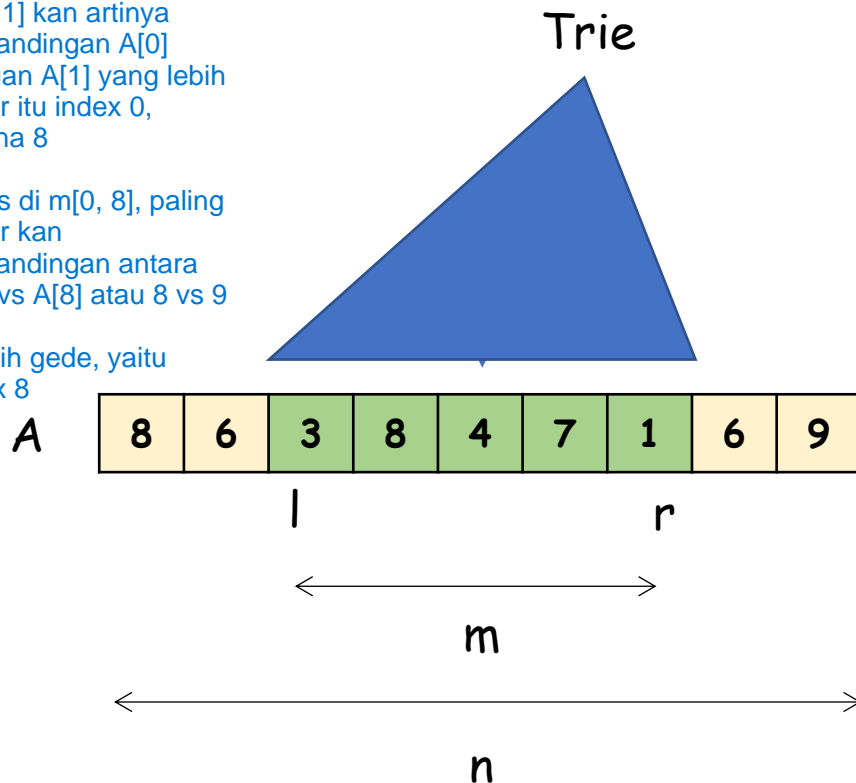 1] kan artinya
andingan A[0]
gan A[1] yang lebih
r itu index 0,
na 8
s di m[0, 8], paling
r kan
andingan antara
vs A[8] atau 8 vs 9
ih gede, yaitu
x 8
Trie
A 8 6 3 8 4 7 1 6 9
l r
m
n